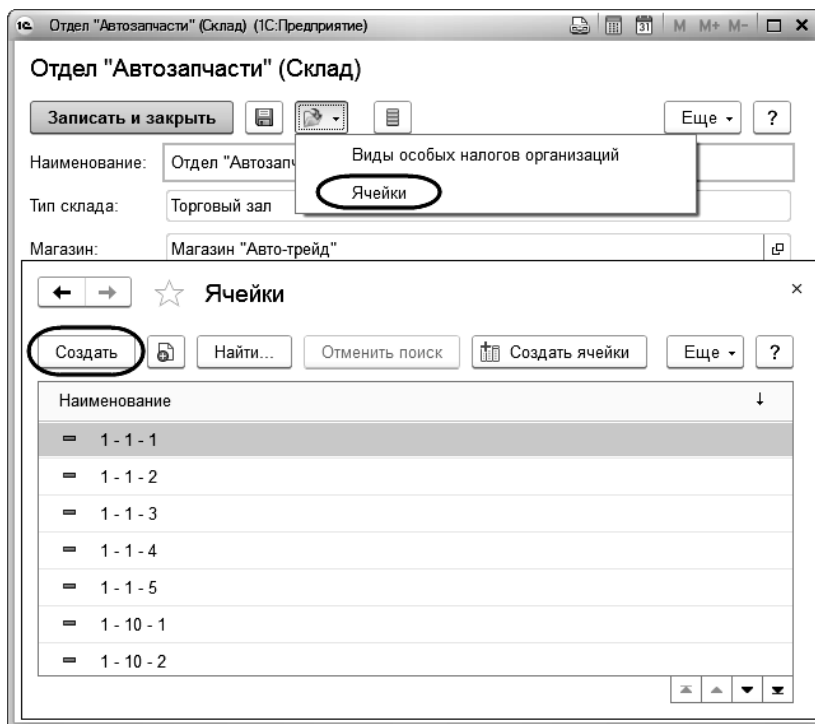 1С Отдел "Автозапчасти" (Склад) (1С:Предприятие) 31 M M+ M-
Отдел "Автозапчасти" (Склад)
Записать и закрыть Еще ?
Виды особых налогов организаций
Наименование: Отдел "Автозапч
Ячейки
Тип склада: Торговый зал
Магазин: Магазин "Авто-трейд"
Ячейки
Создать Найти... Отменить поиск Создать ячейки Еще ?
Наименование
1 - 1 - 1
1 - 1 - 2
1 - 1 - 3
1 - 1 - 4
1 - 1 - 5
1 - 10 - 1
1 - 10 - 2